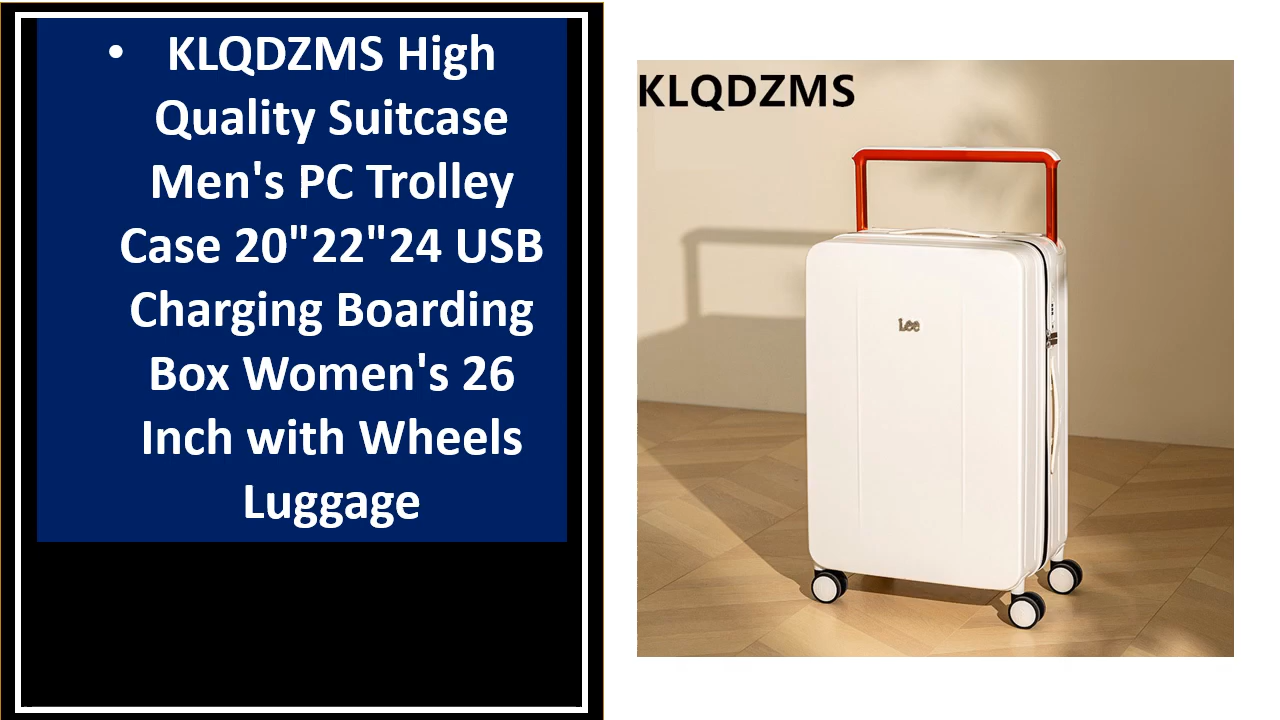 • KLQDZMS High
Quality Suitcase
Men's PC Trolley
Case 20"22"24 USB
Charging Boarding
Box Women's 26
Inch with Wheels
Luggage
KLQDZMS
Lee